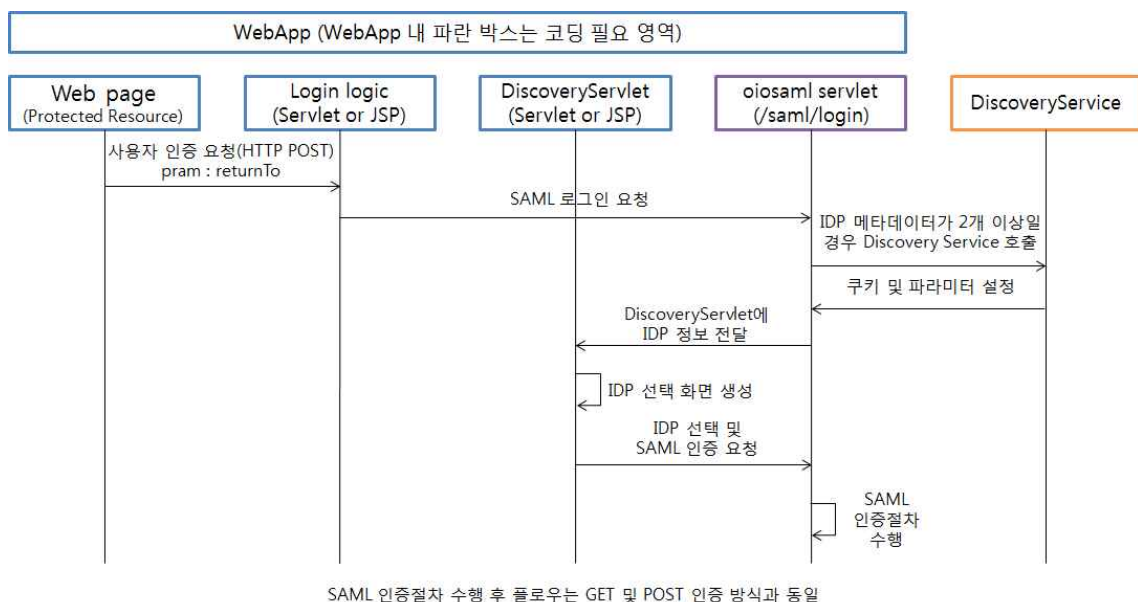 WebApp (WebApp 내 파란 박스는 코딩 필요 영역)
Web page
(Protected Resource)
Login logic
(Servlet or JSP)
DiscoveryServlet
(Servlet or JSP)
oiosaml servlet
(/saml/login)
DiscoveryService
사용자 인증 요청(HTTP POST)
pram : returnTo
SAML 로그인 요청
IDP 메타데이터가 2개 이상일
경우 Discovery Service 호출
쿠키 및 파라미터 설정
DiscoveryServlet에
IDP 정보 전달
IDP 선택 화면 생성
IDP 선택 및
SAML 인증 요청
SAML
인증절차
수행
SAML 인증절차 수행 후 플로우는 GET 및 POST 인증 방식과 동일